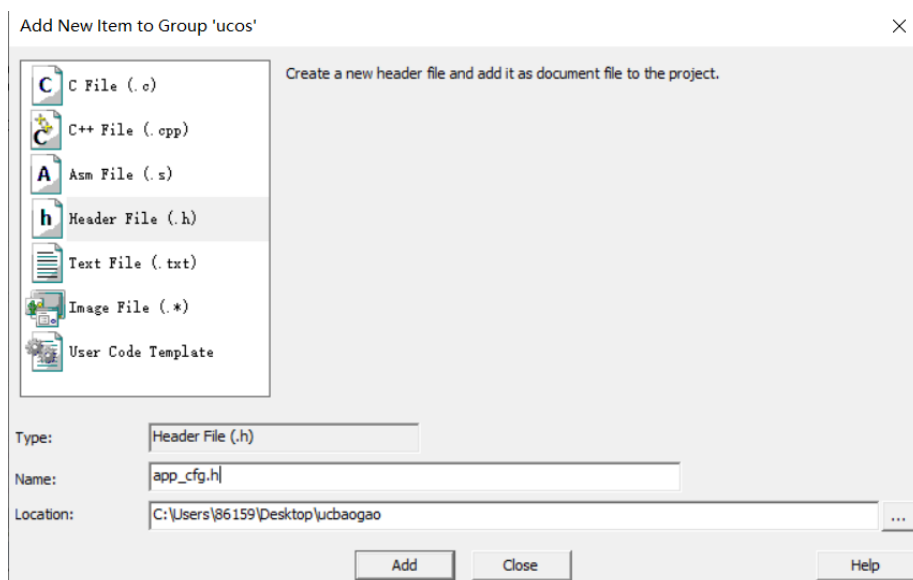 Add New Item to Group 'ucos'
Create a new header file and add it as document file to the project.
C File (.c)
C++ File (.cpp)
Asm File (.s)
Header File (.h)
Text File (.txt)
Image File (.*)
User Code Template
Type:
Header File (.h)
Name:
app_cfg.h
Location:
C:\Users\86159\Desktop\ucbaogao
...
Add
Close
Help